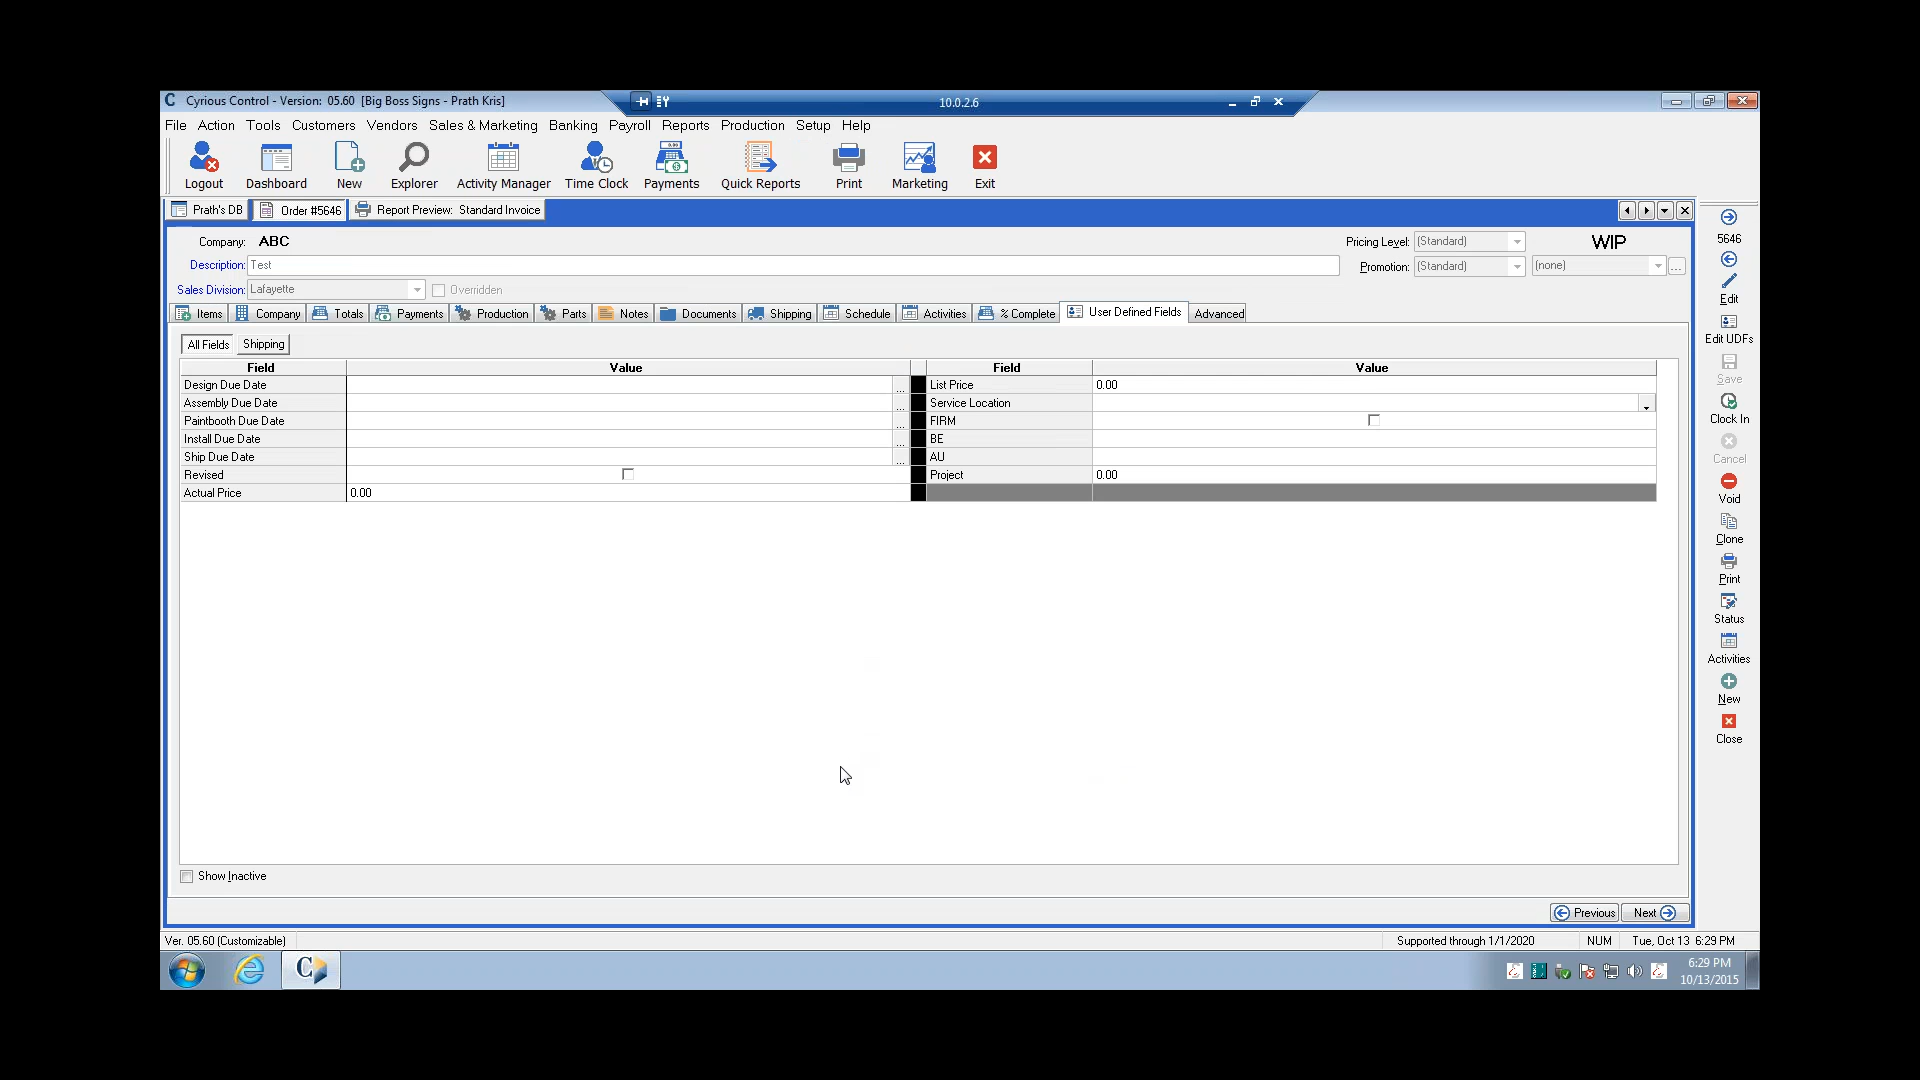 C Cyrious Control - Version: 05.60 [Big Boss Signs - Prath Kris]
10.0.2.6
File Action Tools Customers Vendors Sales & Marketing Banking Payroll Reports Production Setup Help
Logout Dashboard New Explorer Activity Manager Time Clock Payments Quick Reports Print Marketing Exit
Prath's DB Order #5646 Report Preview: Standard Invoice
Company: ABC
Pricing Level: (Standard)
WIP
Description: Test
Promotion: (Standard) (none) ...
Sales Division: Lafayette Overridden
Items Company Totals Payments Production Parts Notes Documents Shipping Schedule Activities % Complete User Defined Fields Advanced
All Fields Shipping
Field Value Field Value
Design Due Date ... List Price 0.00
Assembly Due Date ... Service Location
Paintbooth Due Date ... FIRM
Install Due Date ... BE
Ship Due Date ... AU
Revised Project 0.00
Actual Price 0.00
Show Inactive
Previous Next
5646
Edit
Edit UDFs
Save
Clock In
Cancel
Void
Clone
Print
Status
Activities
New
Close
Ver. 05.60 (Customizable)
Supported through 1/1/2020 NUM Tue, Oct 13 6:29 PM
6:29 PM
10/13/2015